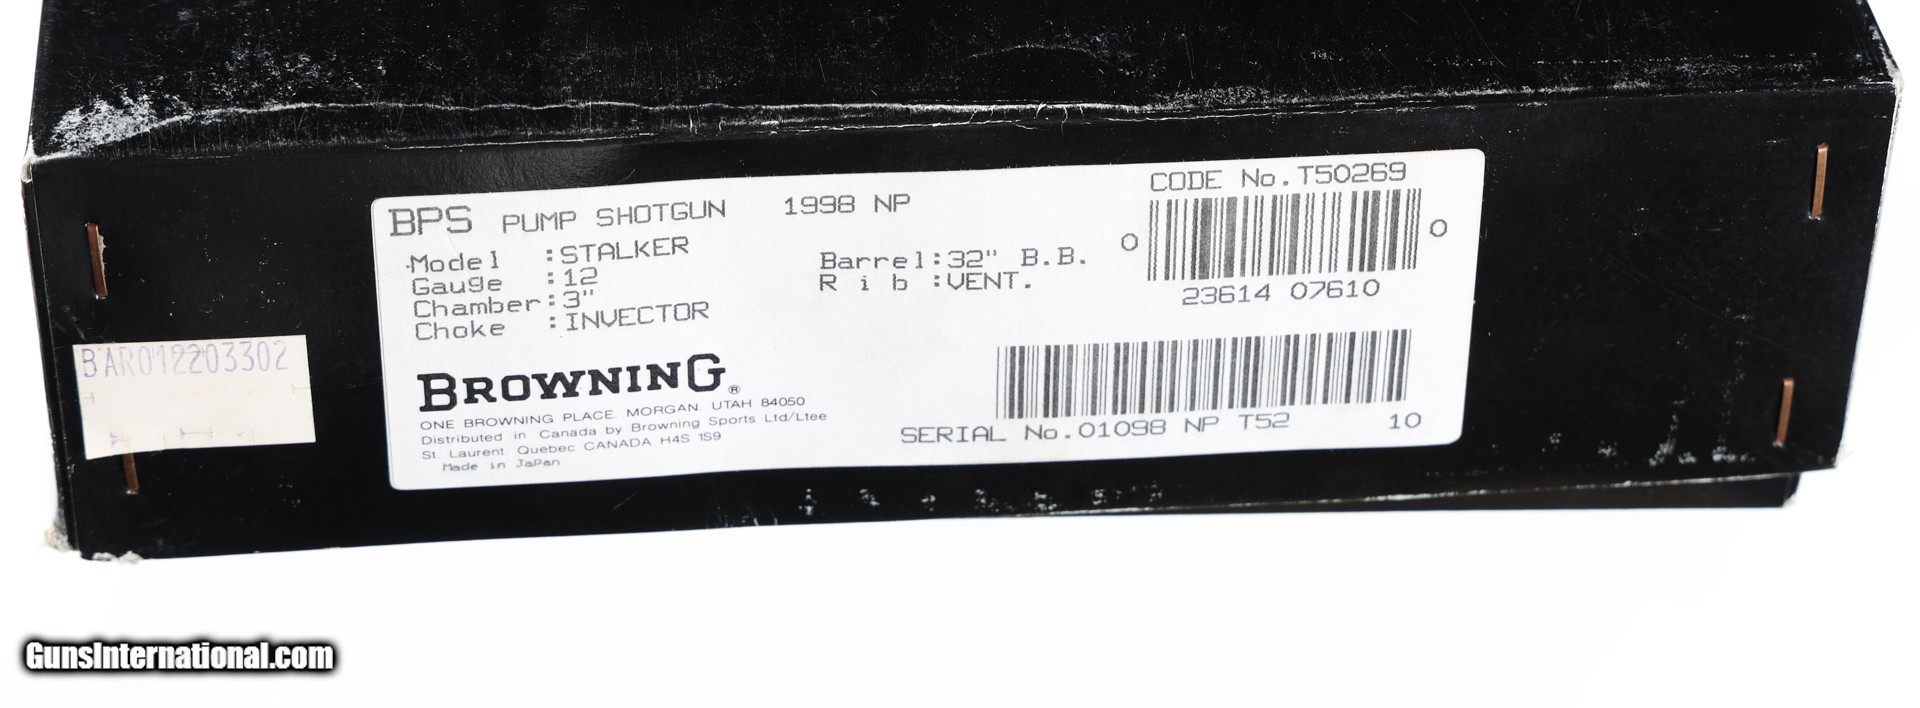 CODE No.T50269
BPS PUMP SHOTGUN 1998 NP
Model :STALKER
Gauge :12
Chamber:3"
Choke :INVECTOR
Barrel:32" B.B.
R i b :VENT.
0 0
23614 07610
BROWNING®
ONE BROWNING PLACE. MORGAN. UTAH 84050
Distributed in Canada by Browning Sports Ltd/Ltee
St. Laurent. Quebec CANADA H4S 1S9
Made in Japan
SERIAL No.01098 NP T52 10
BAR012203302
GunsInternational.com